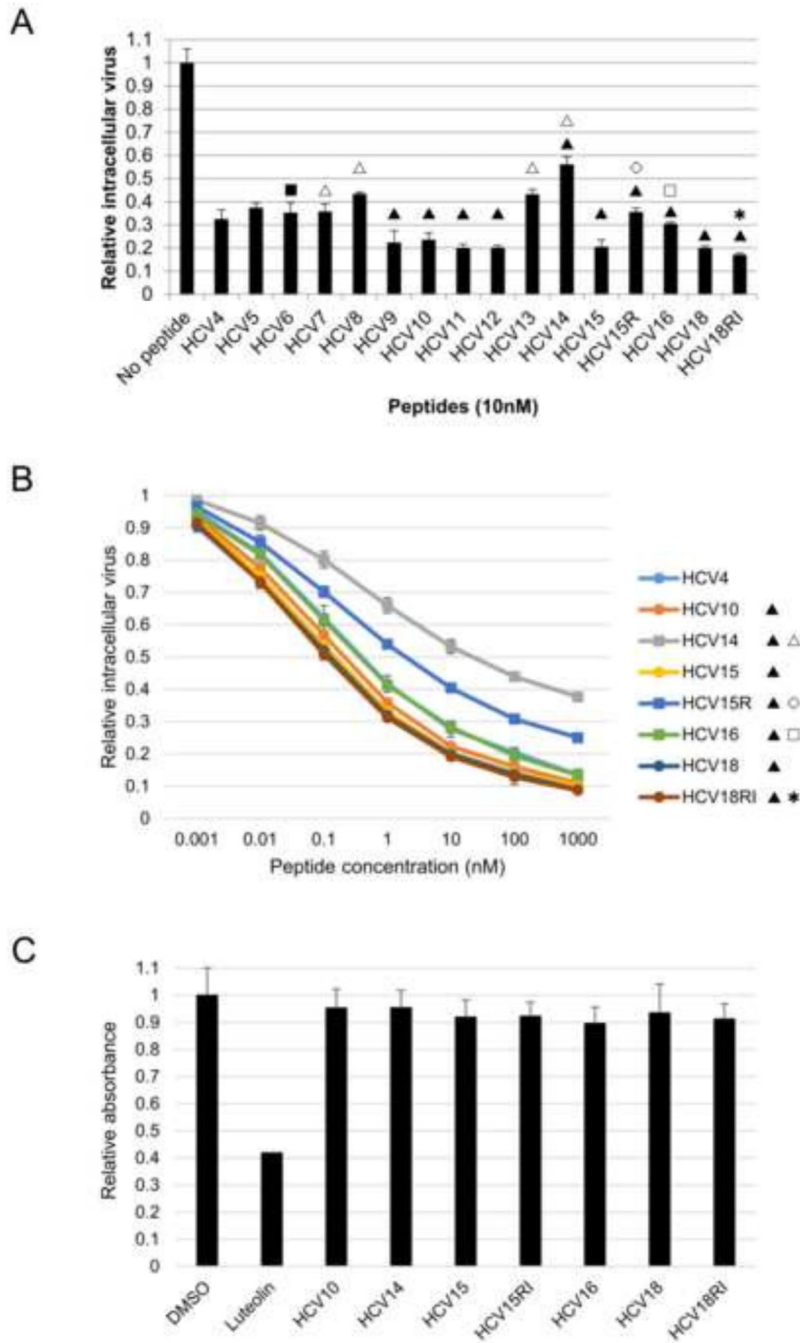 A
Relative intracellular virus
1.1
1
0.9
0.8
0.7
0.6
0.5
0.4
0.3
0.2
0.1
0
No peptide
HCV4
HCV5
HCV6
HCV7
HCV8
HCV9
HCV10
HCV11
HCV12
HCV13
HCV14
HCV15
HCV15R
HCV16
HCV18
HCV18RI
Peptides (10nM)
B
Relative intracellular virus
1
0.9
0.8
0.7
0.6
0.5
0.4
0.3
0.2
0.1
0
0.001 0.01 0.1 1 10 100 1000
Peptide concentration (nM)
HCV4
HCV10 ▲
HCV14 ▲ △
HCV15 ▲
HCV15R ▲ ○
HCV16 ▲ □
HCV18 ▲
HCV18RI ▲ *
C
Relative absorbance
1.1
1
0.9
0.8
0.7
0.6
0.5
0.4
0.3
0.2
0.1
0
DMSO
Luteolin
HCV10
HCV14
HCV15
HCV15RI
HCV16
HCV18
HCV18RI